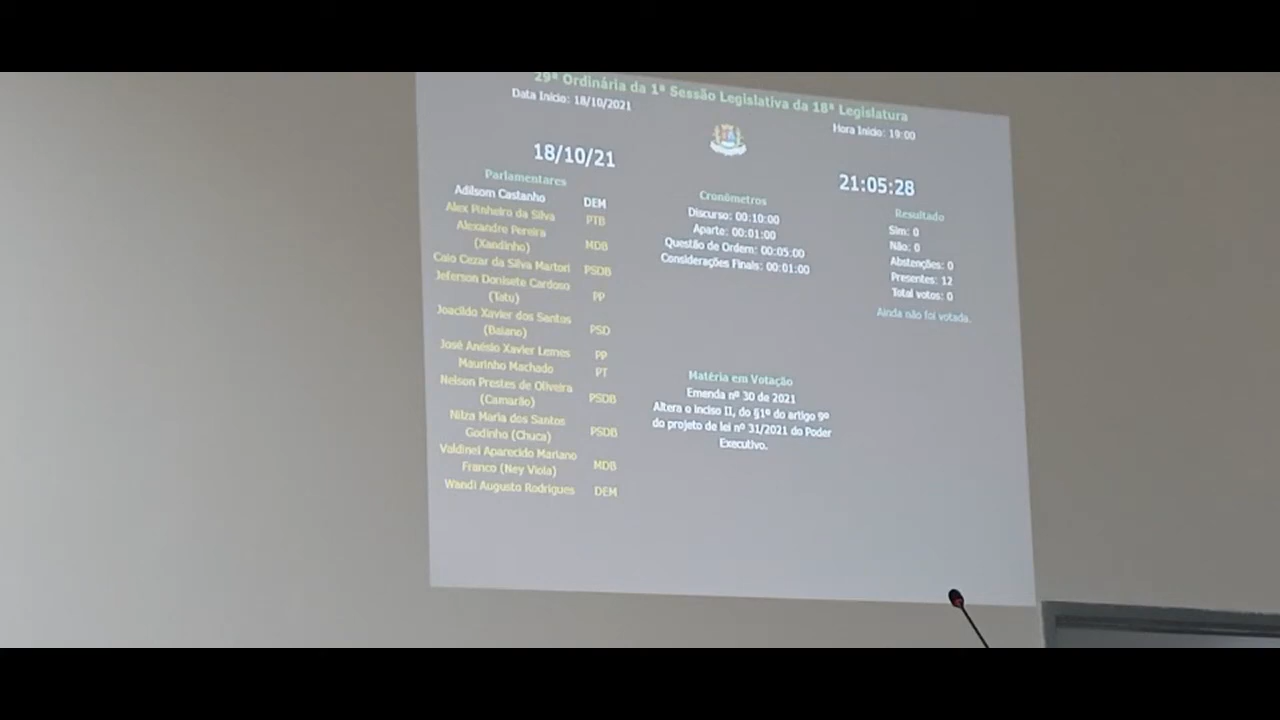 29ª Ordinária da 1ª Sessão Legislativa da 18ª Legislatura
Data Início: 18/10/2021
Hora Início: 19:00
18/10/21
21:05:28
Parlamentares
Adilsom Castanho DEM
Alex Pinheiro da Silva PTB
Alexandre Pereira
(Xandinho) MDB
Caio Cezar da Silva Martori PSDB
Jeferson Donisete Cardoso
(Tatu) PP
Joacildo Xavier dos Santos
(Baiano) PSD
José Anésio Xavier Lemes PP
Maurinho Machado PT
Nelson Prestes de Oliveira
(Camarão) PSDB
Nilza Maria dos Santos
Godinho (Chuca) PSDB
Valdinei Aparecido Mariano
Franco (Ney Viola) MDB
Wandi Augusto Rodrigues DEM
Cronômetros
Discurso: 00:10:00
Aparte: 00:01:00
Questão de Ordem: 00:05:00
Considerações Finais: 00:01:00
Matéria em Votação
Emenda nº 30 de 2021
Altera o inciso II, do §1º do artigo 9º
do projeto de lei nº 31/2021 do Poder
Executivo.
Resultado
Sim: 0
Não: 0
Abstenções: 0
Presentes: 12
Total votos: 0
Ainda não foi votada.